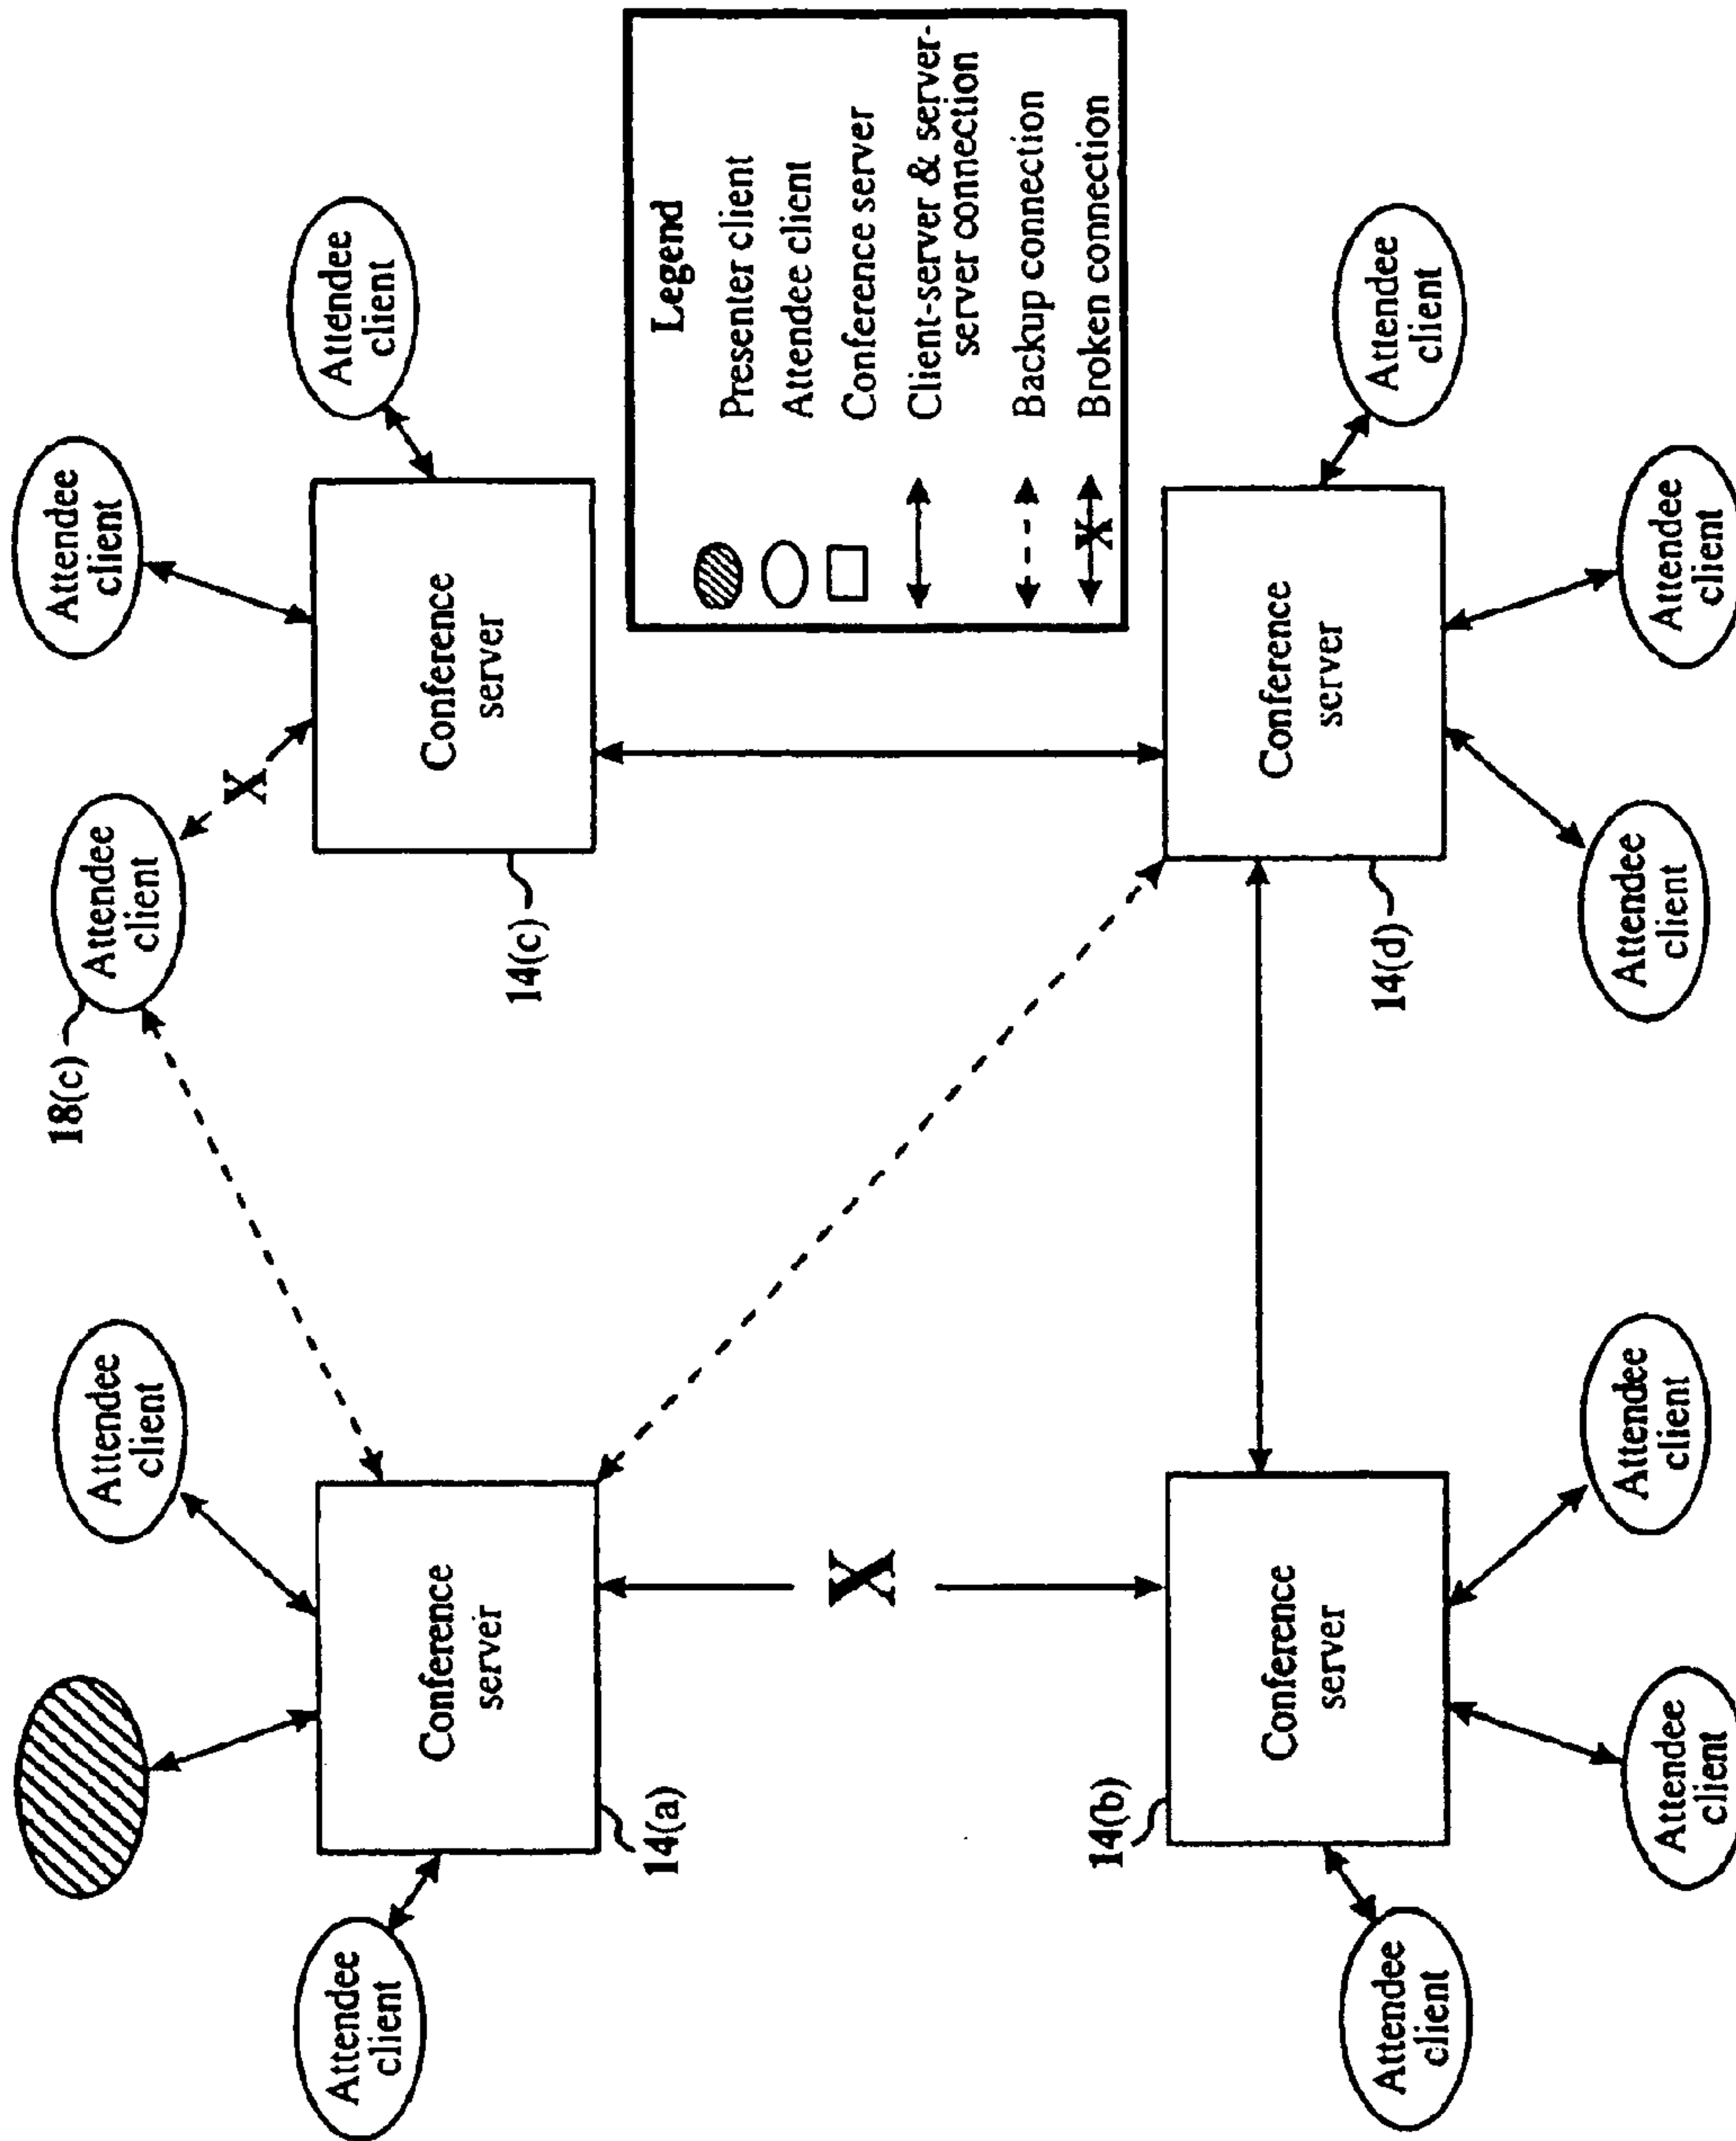 Attendee
client
18(c)
Attendee
client
Attendee
client
X
Attendee
client
Attendee
client
Conference
server
Conference
server
14(c)
14(a)
X
Legend
Presenter client
Attendee client
Conference server
Client-server & server-
server connection
Backup connection
X Broken connection
14(b)
Conference
server
Conference
server
14(d)
Attendee
client
Attendee
client
Attendee
client
Attendee
client
Attendee
client
Attendee
client